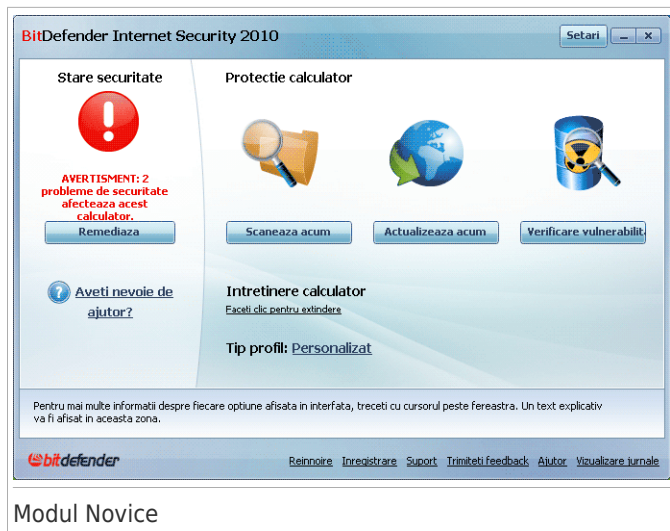 BitDefender Internet Security 2010
Setari
Stare securitate
AVERTISMENT: 2
probleme de securitate
afecteaza acest
calculator.
Remediaza
Aveti nevoie de
ajutor?
Protectie calculator
Scaneaza acum
Actualizeaza acum
Verificare vulnerabilit
Intretinere calculator
Faceti clic pentru extindere
Tip profil: Personalizat
Pentru mai multe informatii despre fiecare optiune afisata in interfata, treceti cu cursorul peste fereastra. Un text explicativ
va fi afisat in aceasta zona.
bitdefender
Reinnoire Inregistrare Suport Trimiteti feedback Ajutor Vizualizare jurnale
Modul Novice